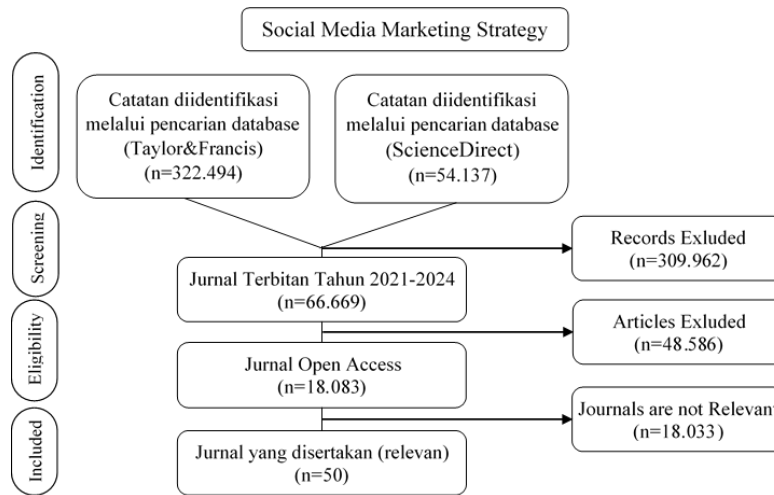 Social Media Marketing Strategy
Identification
Catatan diidentifikasi
melalui pencarian database
(Taylor&Francis)
(n=322.494)
Catatan diidentifikasi
melalui pencarian database
(ScienceDirect)
(n=54.137)
Screening
Jurnal Terbitan Tahun 2021-2024
(n=66.669)
Records Exluded
(n=309.962)
Eligibility
Jurnal Open Access
(n=18.083)
Articles Exluded
(n=48.586)
Included
Jurnal yang disertakan (relevan)
(n=50)
Journals are not Relevant
(n=18.033)